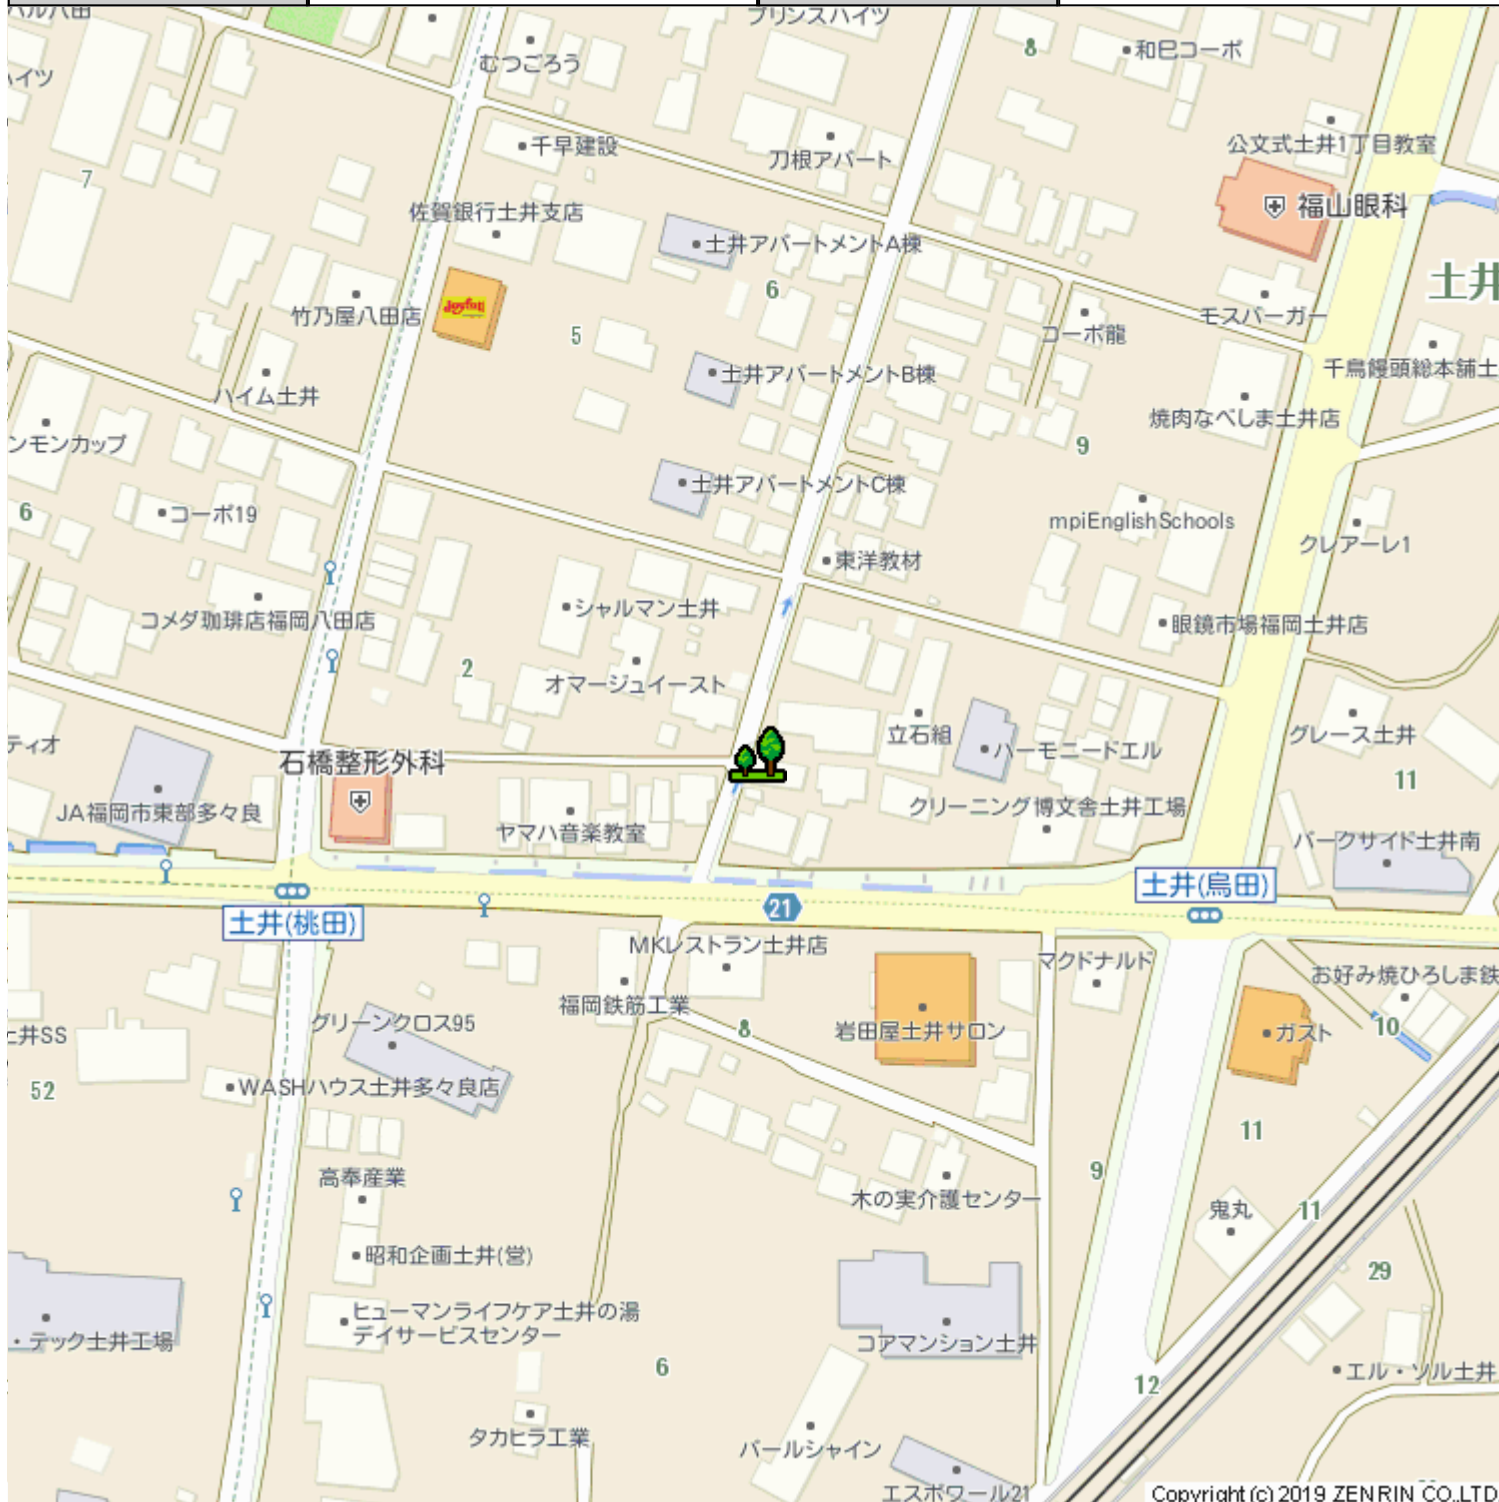 ハル八田
プリンスハイツ
むつごろう
8
和巳コーポ
ハイツ
千早建設
刀根アパート
公文式土井1丁目教室
7
福山眼科
佐賀銀行土井支店
土井アパートメントA棟
土井
6
竹乃屋八田店
Joyfull
5
コーポ龍
モスバーガー
土井アパートメントB棟
千鳥饅頭総本舗土
ハイム土井
焼肉なべしま土井店
ンモンカップ
9
土井アパートメントC棟
6
コーポ19
mpiEnglishSchools
クレアーレ1
東洋教材
コメダ珈琲店福岡八田店
シャルマン土井
眼鏡市場福岡土井店
2
オマージュイースト
ティオ
立石組
ハーモニードエル
グレース土井
石橋整形外科
11
JA福岡市東部多々良
クリーニング博文舎土井工場
ヤマハ音楽教室
パークサイド土井南
土井(鳥田)
21
土井(桃田)
MKレストラン土井店
マクドナルド
お好み焼ひろしま鉄
福岡鉄筋工業
グリーンクロス95
8
岩田屋土井サロン
ガスト
10
土井SS
52
WASHハウス土井多々良店
11
高奉産業
9
木の実介護センター
鬼丸
11
昭和企画土井(営)
29
ヒューマンライフケア土井の湯
デイサービスセンター
・テック土井工場
コアマンション土井
6
エル・ソル土井
12
タカヒラ工業
パールシャイン
エスポワール21
Copyright (c) 2019 ZENRIN CO.,LTD